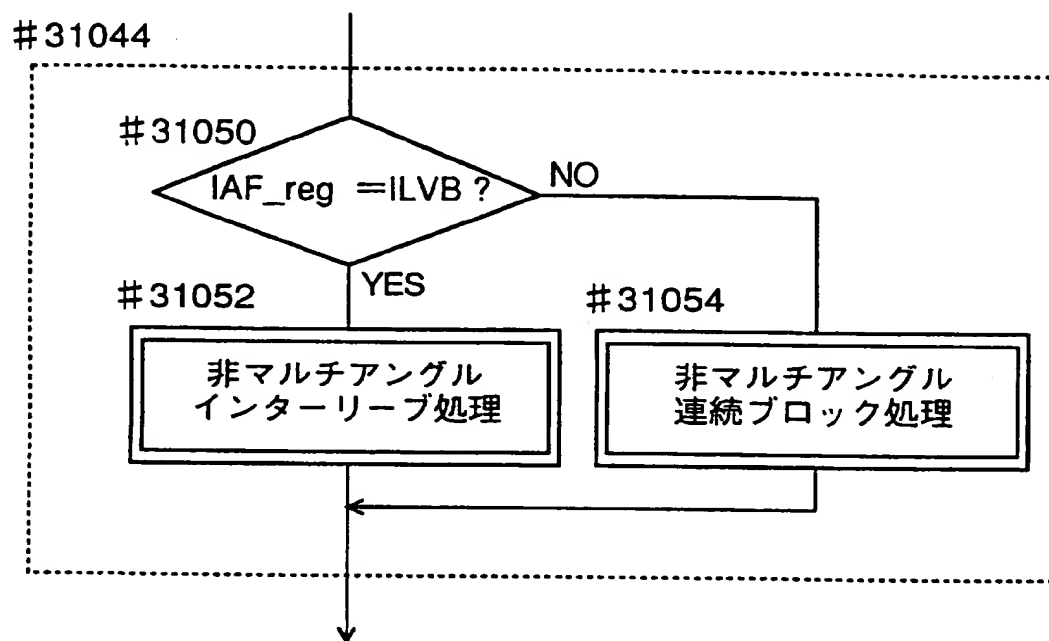 #31044
#31050
IAF_reg =ILVB ?
NO
YES
#31052
#31054
非マルチアングル
インターリーブ処理
非マルチアングル
連続ブロック処理